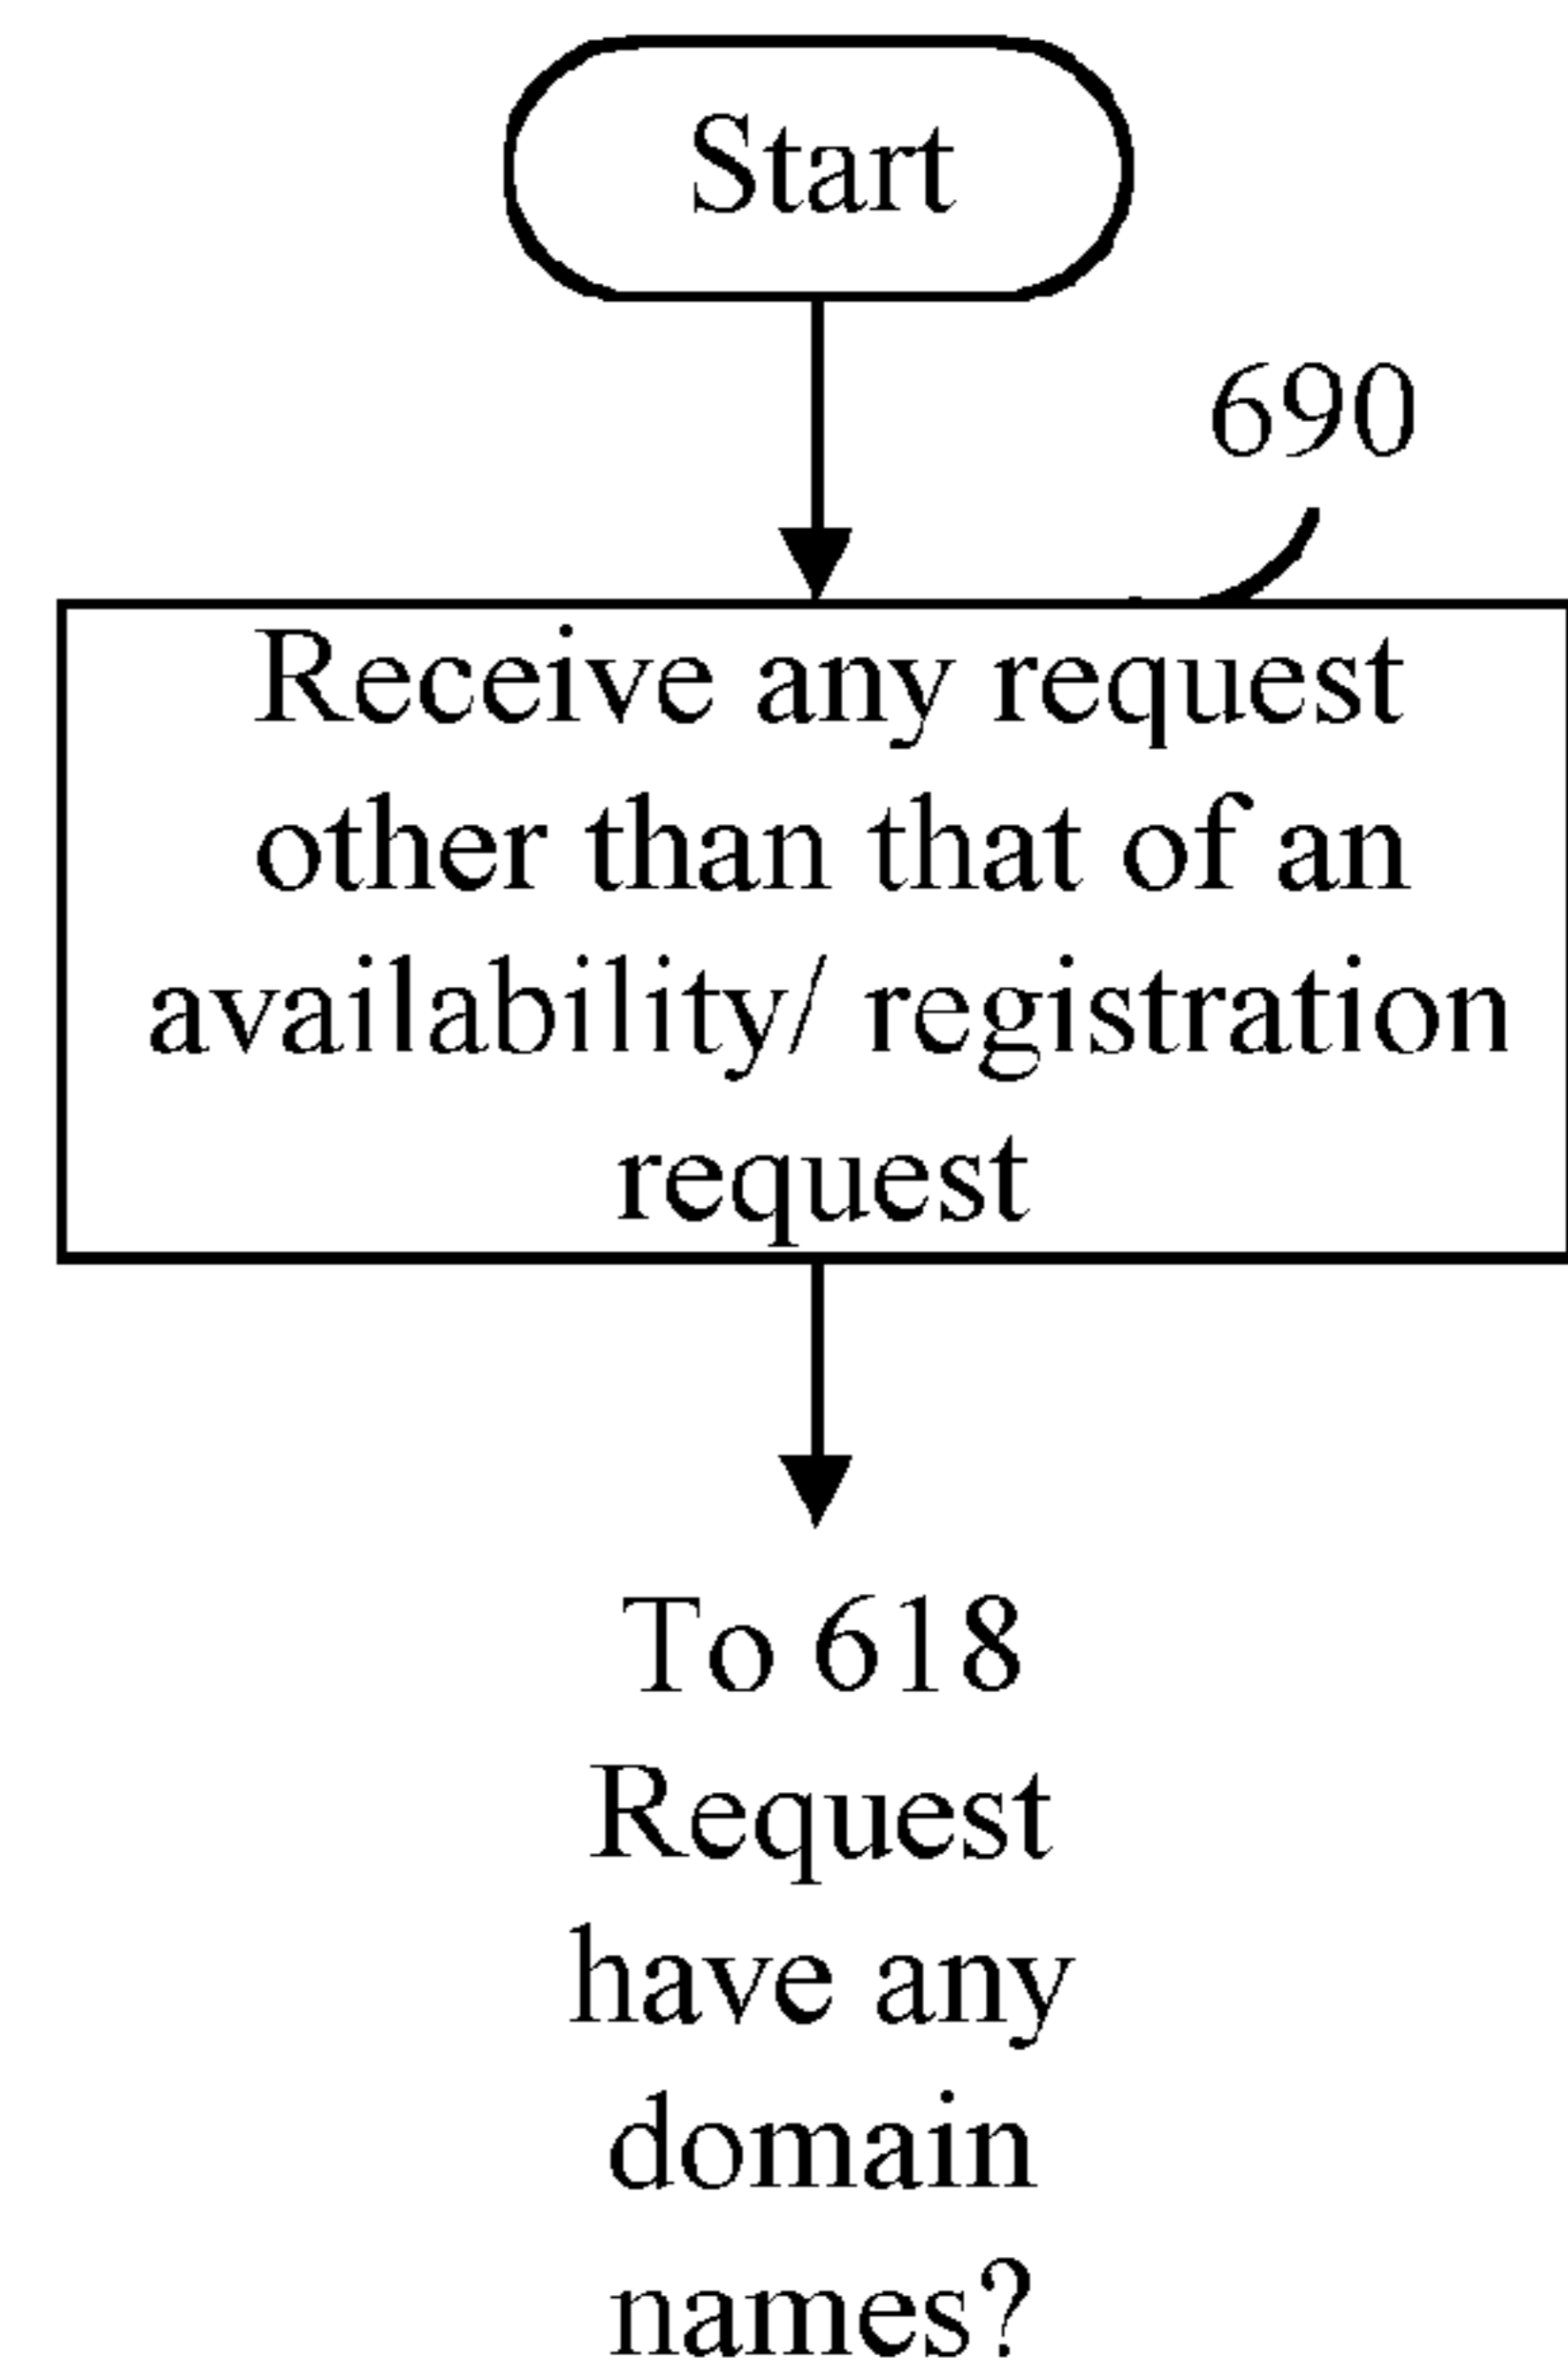 Start
690
Receive any request
other than that of an
availability/ registration
request
To 618
Request
have any
domain
names?